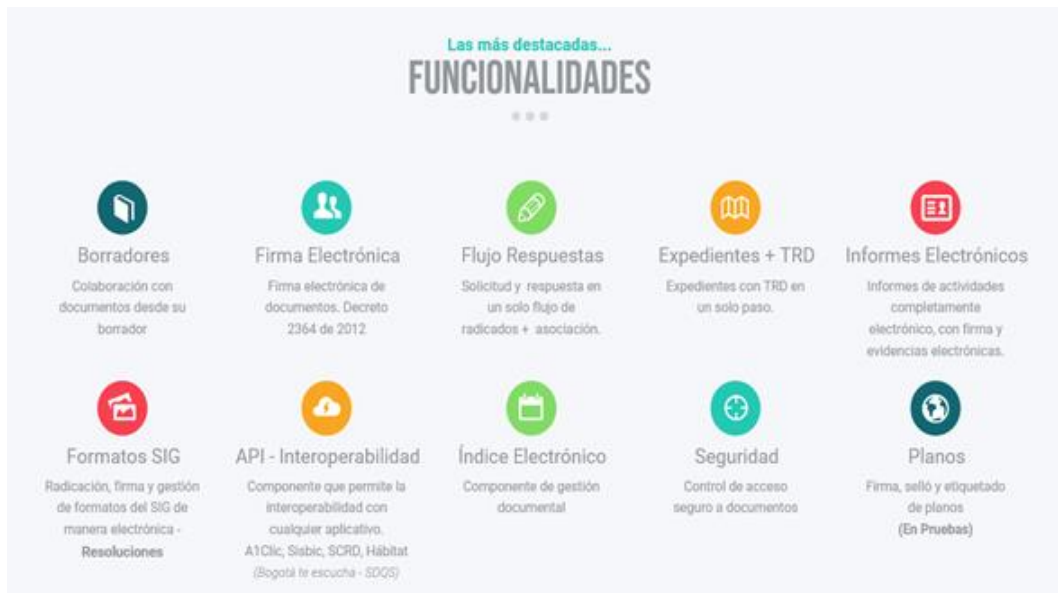 Las más destacadas...
FUNCIONALIDADES
Borradores
Colaboración con
documentos desde su
borrador
Firma Electrónica
Firma electrónica de
documentos. Decreto
2364 de 2012
Flujo Respuestas
Solicitud y respuesta en
un solo flujo de
radicados + asociación.
Expedientes + TRD
Expedientes con TRD en
un solo paso.
Informes Electrónicos
Informes de actividades
completamente
electrónico, con firma y
evidencias electrónicas.
Formatos SIG
Radicación, firma y gestión
de formatos del SIG de
manera electrónica -
Resoluciones
API - Interoperabilidad
Componente que permite la
interoperabilidad con
cualquier aplicativo.
A1Clic, Sisbic, SCRD, Hábitat
(Bogotá te escucha - SDQS)
Índice Electrónico
Componente de gestión
documental
Seguridad
Control de acceso
seguro a documentos
Planos
Firma, selló y etiquetado
de planos
(En Pruebas)